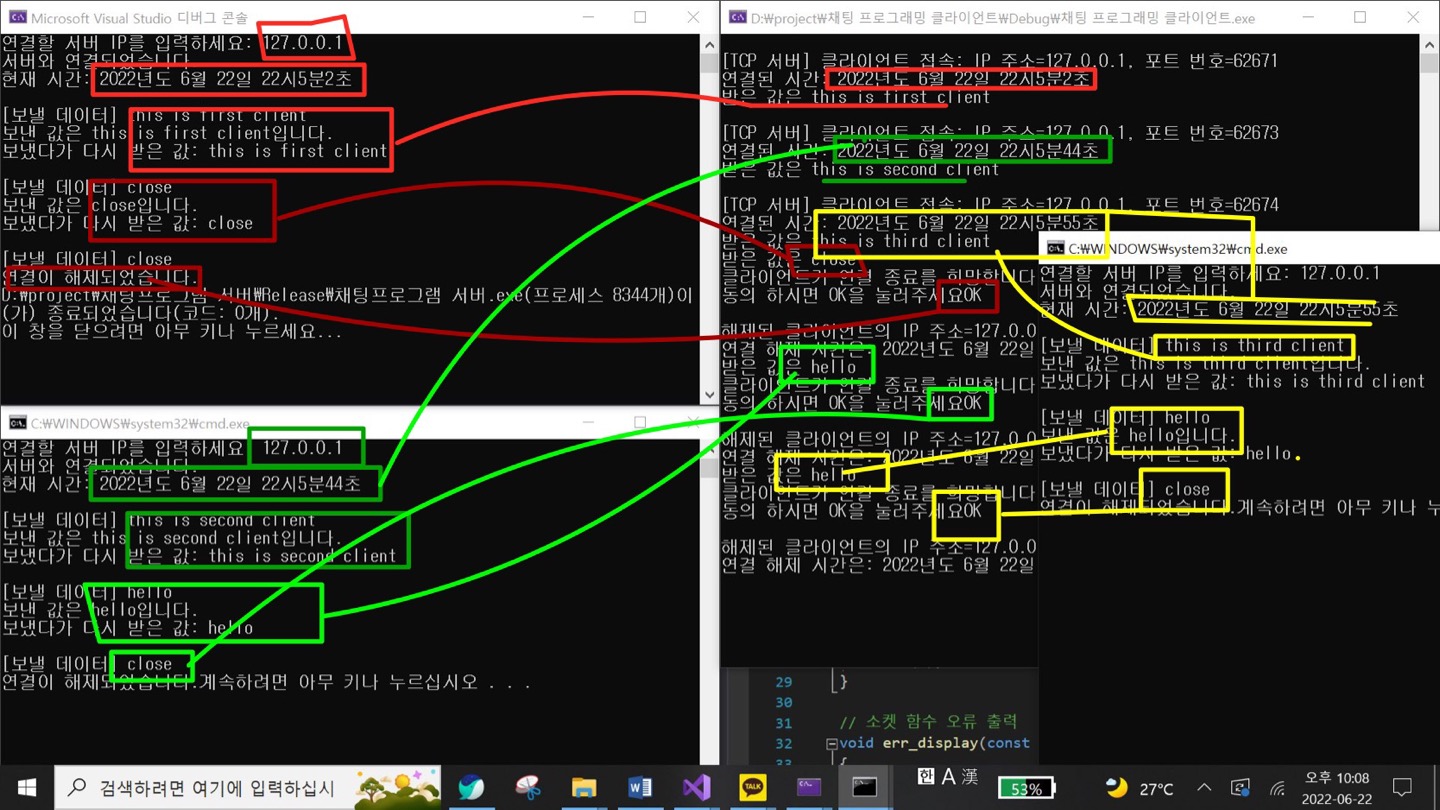 Microsoft Visual Studio 디버그 콘솔
연결할 서버 IP를 입력하세요: 127.0.0.1
서버와 연결되었습니다
현재 시간: 2022년도 6월 22일 22시5분2초
[보낼 데이터] this is first client
보낸 값은 this is first client입니다.
보냈다가 다시 받은 값: this is first client
[보낼 데이터] close
보낸 값은 close입니다.
보냈다가 다시 받은 값: close
[보낼 데이터] close
연결이 해제되었습니다.
D:\project\채팅프로그램 서버\Release\채팅프로그램 서버.exe(프로세스 8344개)이
(가) 종료되었습니다(코드: 0개).
이 창을 닫으려면 아무 키나 누르세요...
C:\WINDOWS\system32\cmd.exe
연결할 서버 IP를 입력하세요 127.0.0.1
서버와 연결되었습니다.
현재 시간: 2022년도 6월 22일 22시5분44초
[보낼 데이터] this is second client
보낸 값은 this is second client입니다.
보냈다가 다시 받은 값: this is second client
[보낼 데이터] hello
보낸 값은 hello입니다.
보냈다가 다시 받은 값: hello
[보낼 데이터] close
연결이 해제되었습니다.계속하려면 아무 키나 누르십시오 . . .
D:\project\채팅 프로그래밍 클라이언트\Debug\채팅 프로그래밍 클라이언트.exe
[TCP 서버] 클라이언트 접속: IP 주소=127.0.0.1, 포트 번호=62671
연결된 시간: 2022년도 6월 22일 22시5분2초
받은 값은 this is first client
[TCP 서버] 클라이언트 접속: IP 주소=127.0.0.1, 포트 번호=62673
연결된 시간: 2022년도 6월 22일 22시5분44초
받은 값은 this is second client
[TCP 서버] 클라이언트 접속: IP 주소=127.0.0.1, 포트 번호=62674
연결된 시간: 2022년도 6월 22일 22시5분55초
받은 값은 this is third client
받은 값은 close
클라이언트가 연결 종료를 희망합니다
동의 하시면 OK을 눌러주세요OK
해제된 클라이언트의 IP 주소=127.0.0
연결 해제 시간은: 2022년도 6월 22일
받은 값은 hello
클라이언트가 연결 종료를 희망합니다
동의 하시면 OK을 눌러주세요OK
해제된 클라이언트의 IP 주소=127.0.0
연결 해제 시간은: 2022년도 6월 22일
받은 값은 hello
클라이언트가 연결 종료를 희망합니다
동의 하시면 OK을 눌러주세요OK
해제된 클라이언트의 IP 주소=127.0.0
연결 해제 시간은: 2022년도 6월 22일
C:\WINDOWS\system32\cmd.exe
연결할 서버 IP를 입력하세요: 127.0.0.1
서버와 연결되었습니다
현재 시간: 2022년도 6월 22일 22시5분55초
[보낼 데이터] this is third client
보낸 값은 this is third client입니다.
보냈다가 다시 받은 값: this is third client
[보낼 데이터] hello
보낸 값은 hello입니다.
보냈다가 다시 받은 값: hello
[보낼 데이터] close
연결이 해제되었습니다.계속하려면 아무 키나 누
29 }
30
31 // 소켓 함수 오류 출력
32 void err_display(const
33 {
검색하려면 여기에 입력하십시
TALK
한 A 漢
53%
27°C
오후 10:08
2022-06-22